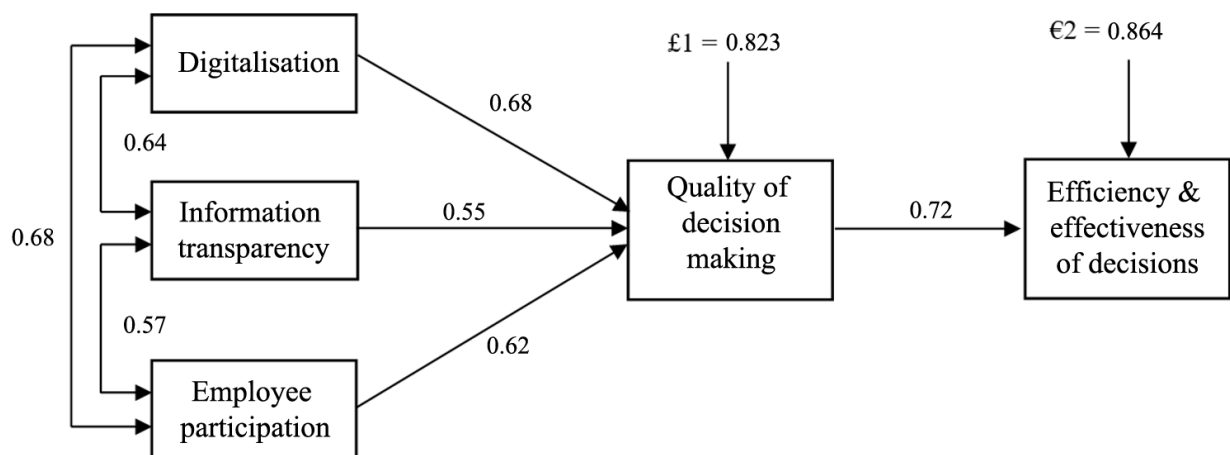 £1 = 0.823
€2 = 0.864
Digitalisation
0.68
0.64
Information
transparency
0.55
Quality of
decision
making
0.72
Efficiency &
effectiveness
of decisions
0.68
0.57
0.62
Employee
participation